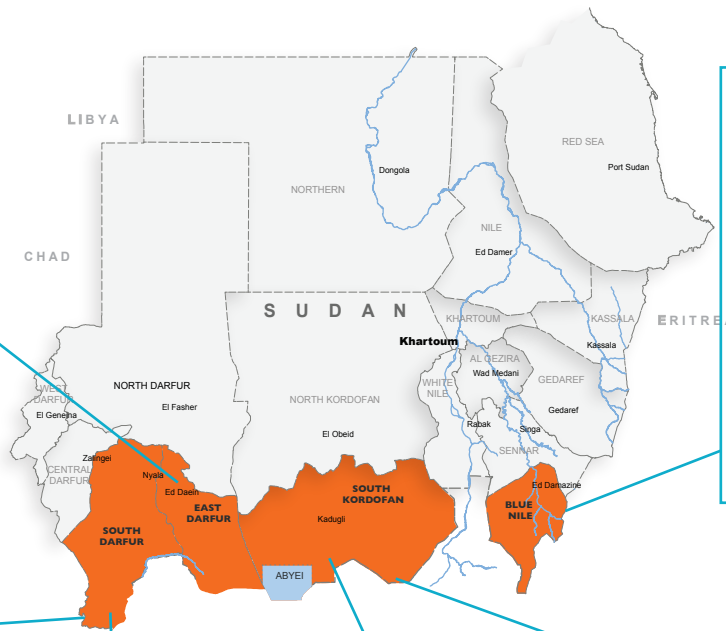 LIBYA
RED SEA
Port Sudan
Dongola
NORTHERN
NILE
CHAD
Ed Damer
SUDAN
KHARTOUM
KASSALA
ERITREA
Khartoum
Kassala
AL GEZIRA
Wad Medani
WEST
DARFUR
NORTH DARFUR
WHITE
NILE
GEDAREF
NORTH KORDOFAN
El Geneina
El Fasher
Gedaref
Rabak
Singa
El Obeid
SENNAR
Zalingei
CENTRAL
DARFUR
Nyala
Ed Daein
SOUTH
KORDOFAN
Ed Damazine
EAST
DARFUR
BLUE
NILE
Kadugli
SOUTH
DARFUR
ABYEI